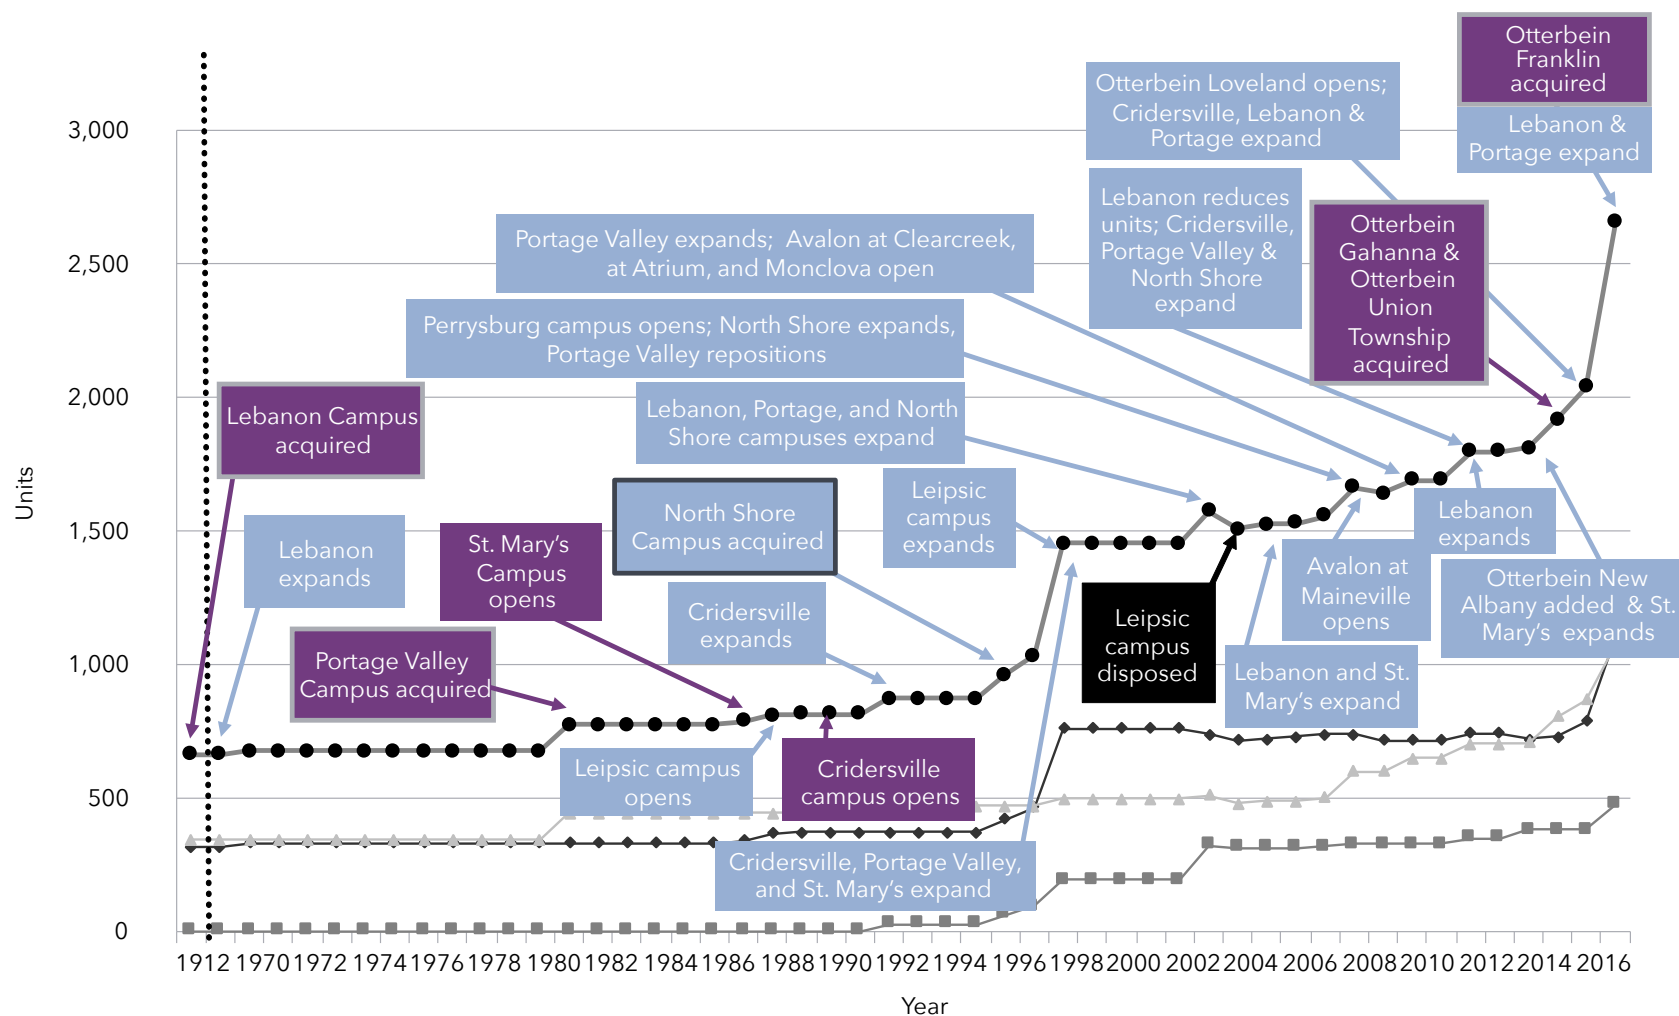 Otterbein
Franklin
acquired
Lebanon &
Portage expand
Otterbein Loveland opens;
Cridersville, Lebanon &
Portage expand
Lebanon reduces
units; Cridersville,
Portage Valley &
North Shore
expand
Otterbein
Gahanna &
Otterbein
Union
Township
acquired
Portage Valley expands; Avalon at Clearcreek,
at Atrium, and Monclova open
Perrysburg campus opens; North Shore expands,
Portage Valley repositions
Lebanon, Portage, and North
Shore campuses expand
Lebanon Campus
acquired
Leipsic
campus
expands
North Shore
Campus acquired
Lebanon
expands
St. Mary's
Campus
opens
Cridersville
expands
Portage Valley
Campus acquired
Leipsic
campus
disposed
Lebanon
expands
Avalon at
Maineville
opens
Otterbein New
Albany added & St.
Mary's expands
Lebanon and St.
Mary's expand
Leipsic campus
opens
Cridersville
campus opens
Cridersville, Portage Valley,
and St. Mary's expand
Units
3,000
2,500
2,000
1,500
1,000
500
0
1912 1970 1972 1974 1976 1978 1980 1982 1984 1986 1988 1990 1992 1994 1996 1998 2000 2002 2004 2006 2008 2010 2012 2014 2016
Year